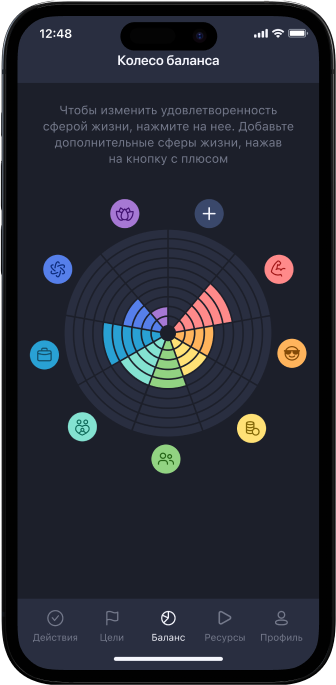 12:48
Колесо баланса
Чтобы изменить удовлетворенность
сферой жизни, нажмите на нее. Добавьте
дополнительные сферы жизни, нажав
на кнопку с плюсом
Действия
Цели
Баланс
Ресурсы
Профиль